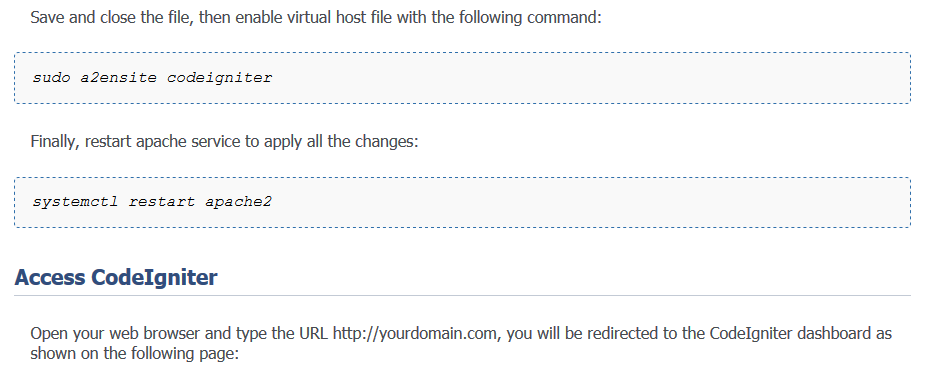 Save and close the file, then enable virtual host file with the following command:
sudo a2ensite codeigniter
Finally, restart apache service to apply all the changes:
systemctl restart apache2
Access CodeIgniter
Open your web browser and type the URL http://yourdomain.com, you will be redirected to the CodeIgniter dashboard as
shown on the following page: